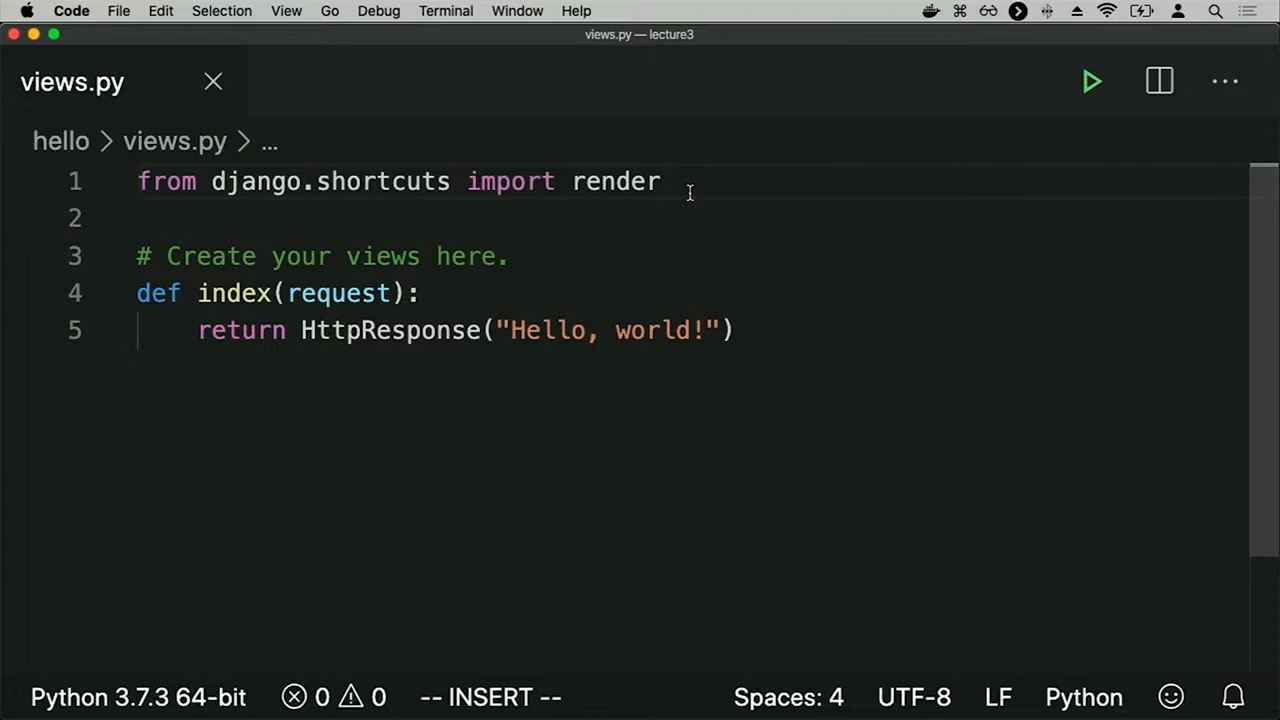 Code File Edit Selection View Go Debug Terminal Window Help
views.py — lecture3
views.py
hello > views.py > ...
1 from django.shortcuts import render
2
3 # Create your views here.
4 def index(request):
5     return HttpResponse("Hello, world!")
Python 3.7.3 64-bit 0 0 -- INSERT -- Spaces: 4 UTF-8 LF Python